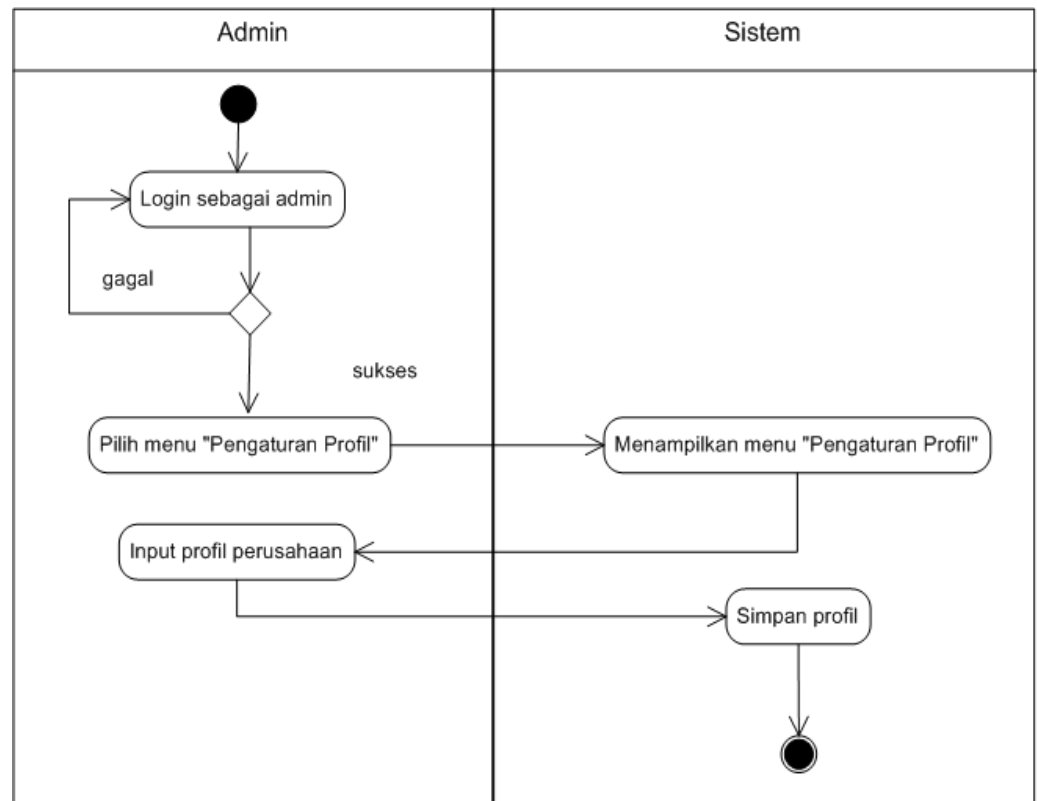 Admin
Sistem
Login sebagai admin
gagal
sukses
Pilih menu "Pengaturan Profil"
Menampilkan menu "Pengaturan Profil"
Input profil perusahaan
Simpan profil